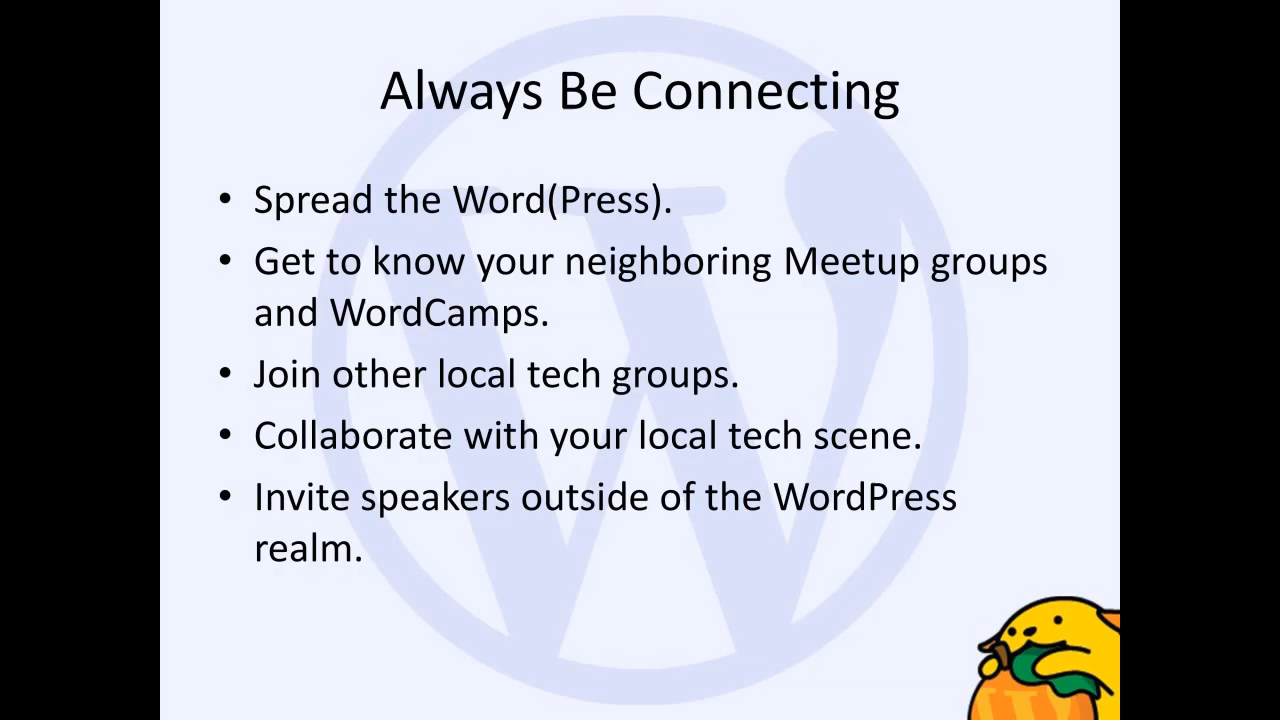 Always Be Connecting
• Spread the Word(Press).
• Get to know your neighboring Meetup groups
and WordCamps.
• Join other local tech groups.
• Collaborate with your local tech scene.
• Invite speakers outside of the WordPress
realm.